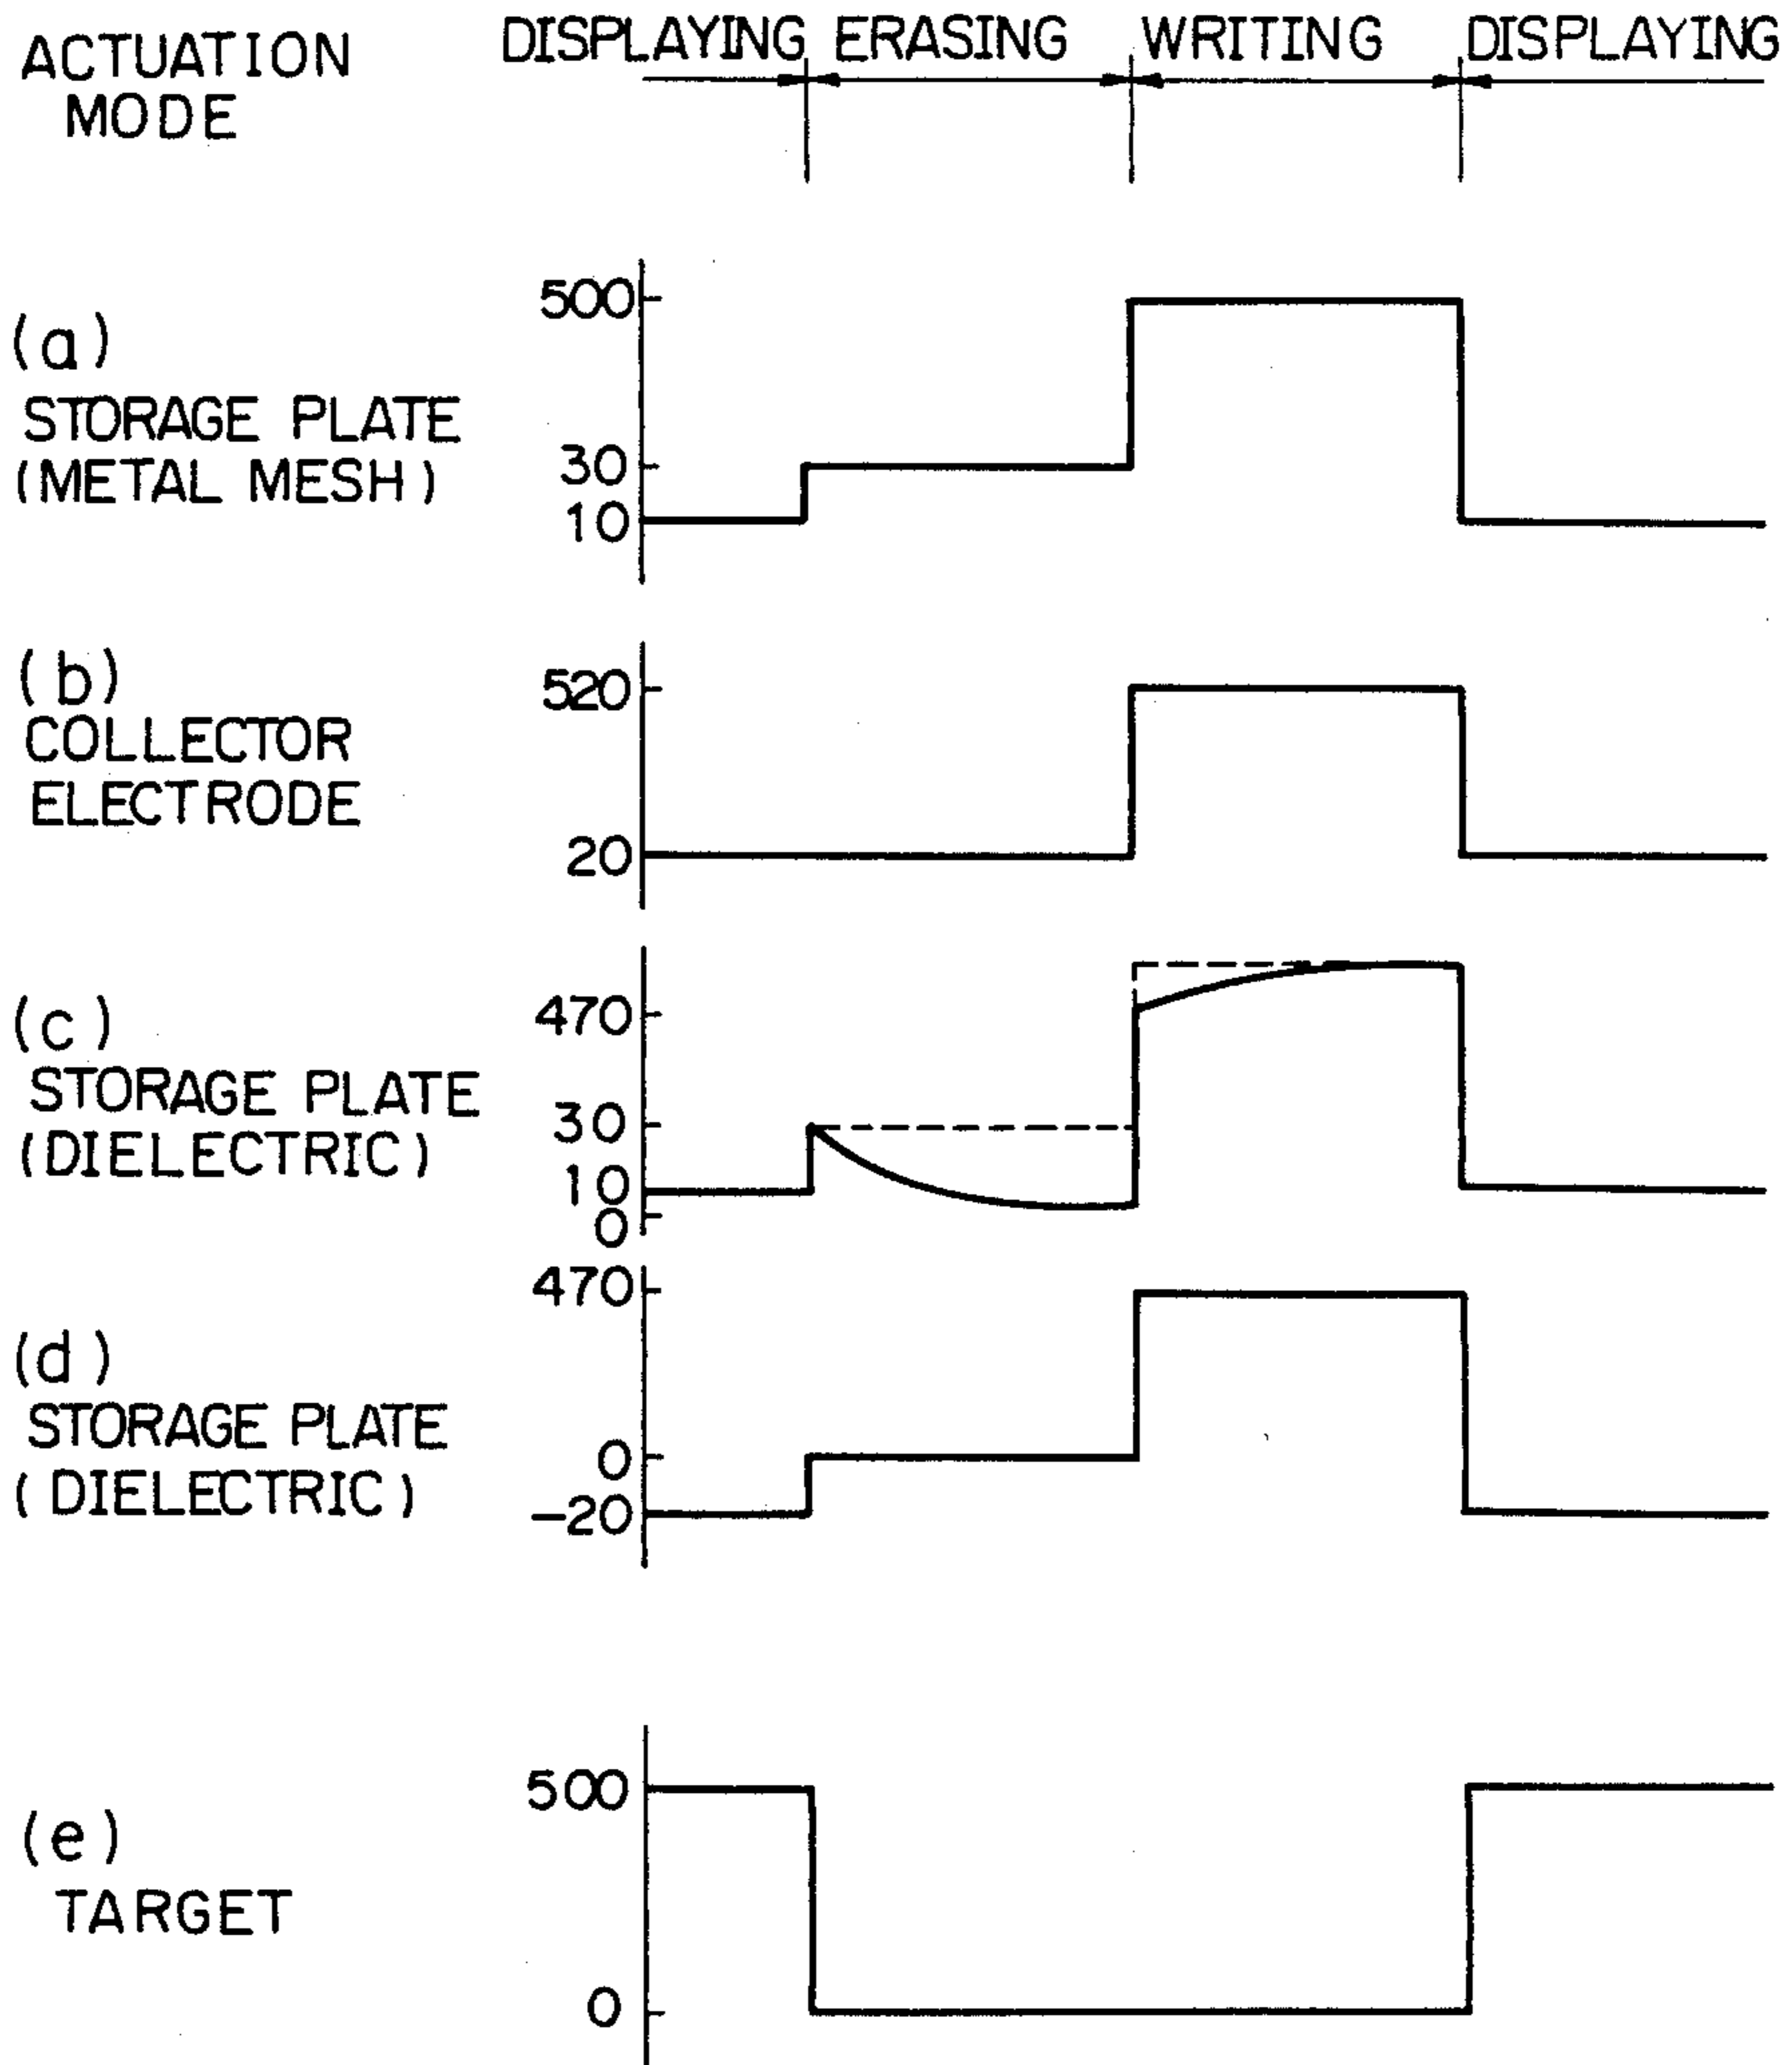 ACTUATION
MODE
DISPLAYING ERASING WRITING DISPLAYING
(a)
STORAGE PLATE
(METAL MESH)
500
30
10
(b)
COLLECTOR
ELECTRODE
520
20
(c)
STORAGE PLATE
(DIELECTRIC)
470
30
10
0
(d)
STORAGE PLATE
(DIELECTRIC)
470
0
-20
(e)
TARGET
500
0